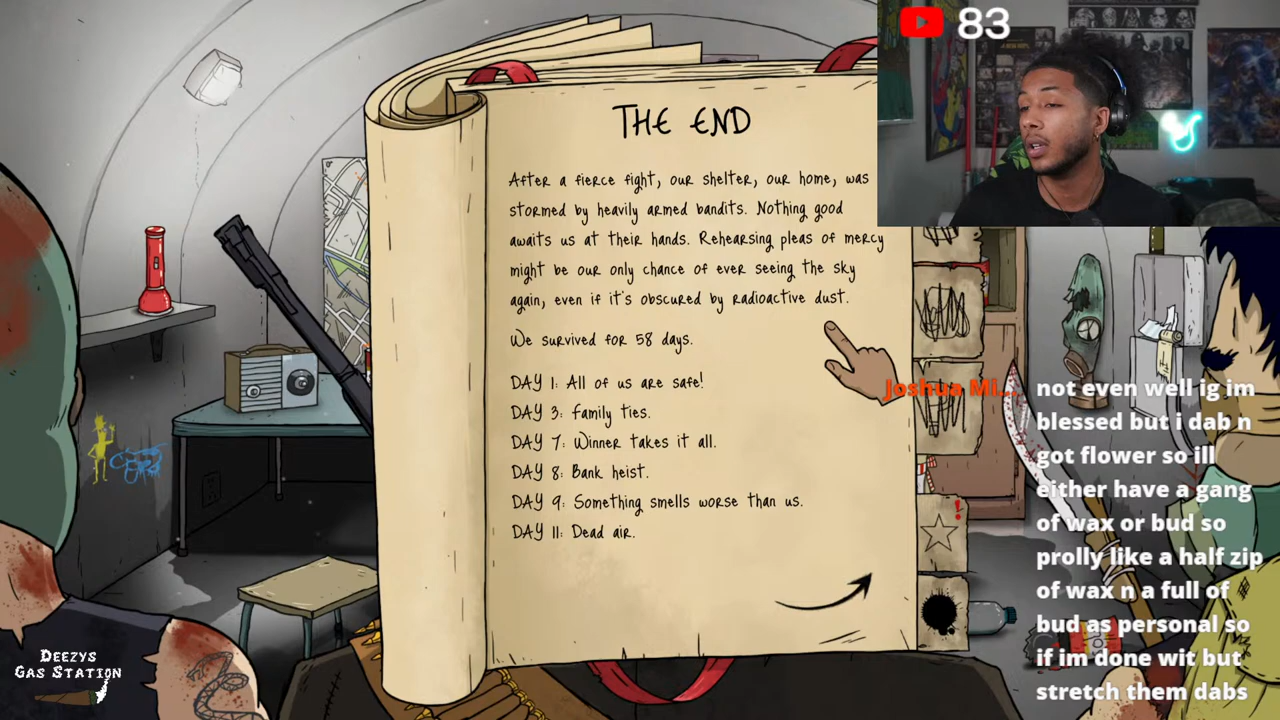 83
THE END
After a fierce fight, our shelter, our home, was
stormed by heavily armed bandits. Nothing good
awaits us at their hands. Rehearsing pleas of mercy
might be our only chance of ever seeing the sky
again, even if it's obscured by radioactive dust.
We survived for 58 days.
DAY 1: All of us are safe!
DAY 3: Family ties.
DAY 7: Winner takes it all.
DAY 8: Bank heist.
DAY 9: Something smells worse than us.
DAY 11: Dead air.
Joshua Mi... not even well ig im
blessed but i dab n
got flower so ill
either have a gang
of wax or bud so
prolly like a half zip
of wax n a full of
bud as personal so
if im done wit but
stretch them dabs
DEEZYS
GAS STATION